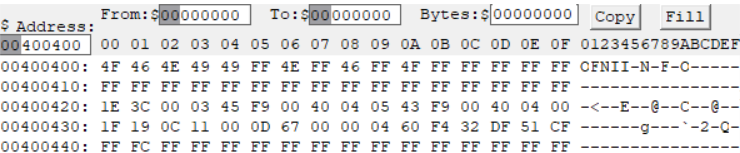 From:$00000000 To:$00000000 Bytes:$00000000 Copy Fill
$ Address:
00400400 00 01 02 03 04 05 06 07 08 09 0A 0B 0C 0D 0E 0F 0123456789ABCDEF
00400400: 4F 46 4E 49 49 FF 4E FF 46 FF 4F FF FF FF FF FF OFNII-N-F-O-----
00400410: FF FF FF FF FF FF FF FF FF FF FF FF FF FF FF FF ----------------
00400420: 1E 3C 00 03 45 F9 00 40 04 05 43 F9 00 40 04 00 -<--E--@--C--@--
00400430: 1F 19 0C 11 00 0D 67 00 00 04 60 F4 32 DF 51 CF ------g---`-2-Q-
00400440: FF FC FF FF FF FF FF FF FF FF FF FF FF FF FF FF ----------------